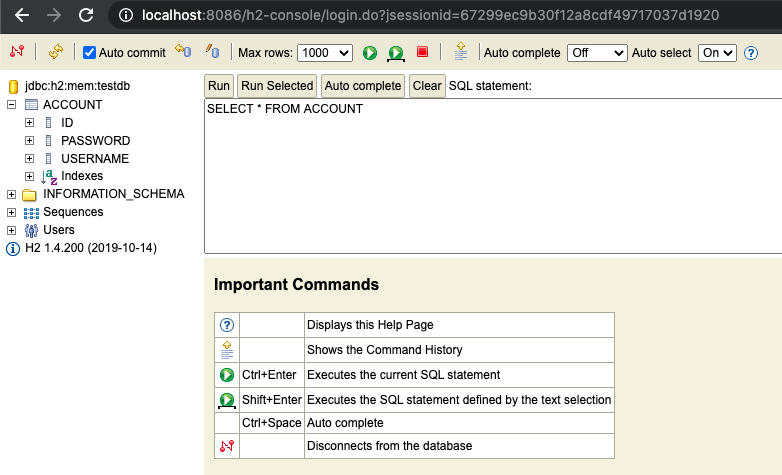 localhost:8086/h2-console/login.do?jsessionid=67299ec9b30f12a8cdf49717037d1920
Auto commit Max rows: 1000 Auto complete Off Auto select On
jdbc:h2:mem:testdb
ACCOUNT
ID
PASSWORD
USERNAME
Indexes
INFORMATION_SCHEMA
Sequences
Users
H2 1.4.200 (2019-10-14)
Run Run Selected Auto complete Clear SQL statement:
SELECT * FROM ACCOUNT
Important Commands
Displays this Help Page
Shows the Command History
Ctrl+Enter Executes the current SQL statement
Shift+Enter Executes the SQL statement defined by the text selection
Ctrl+Space Auto complete
Disconnects from the database